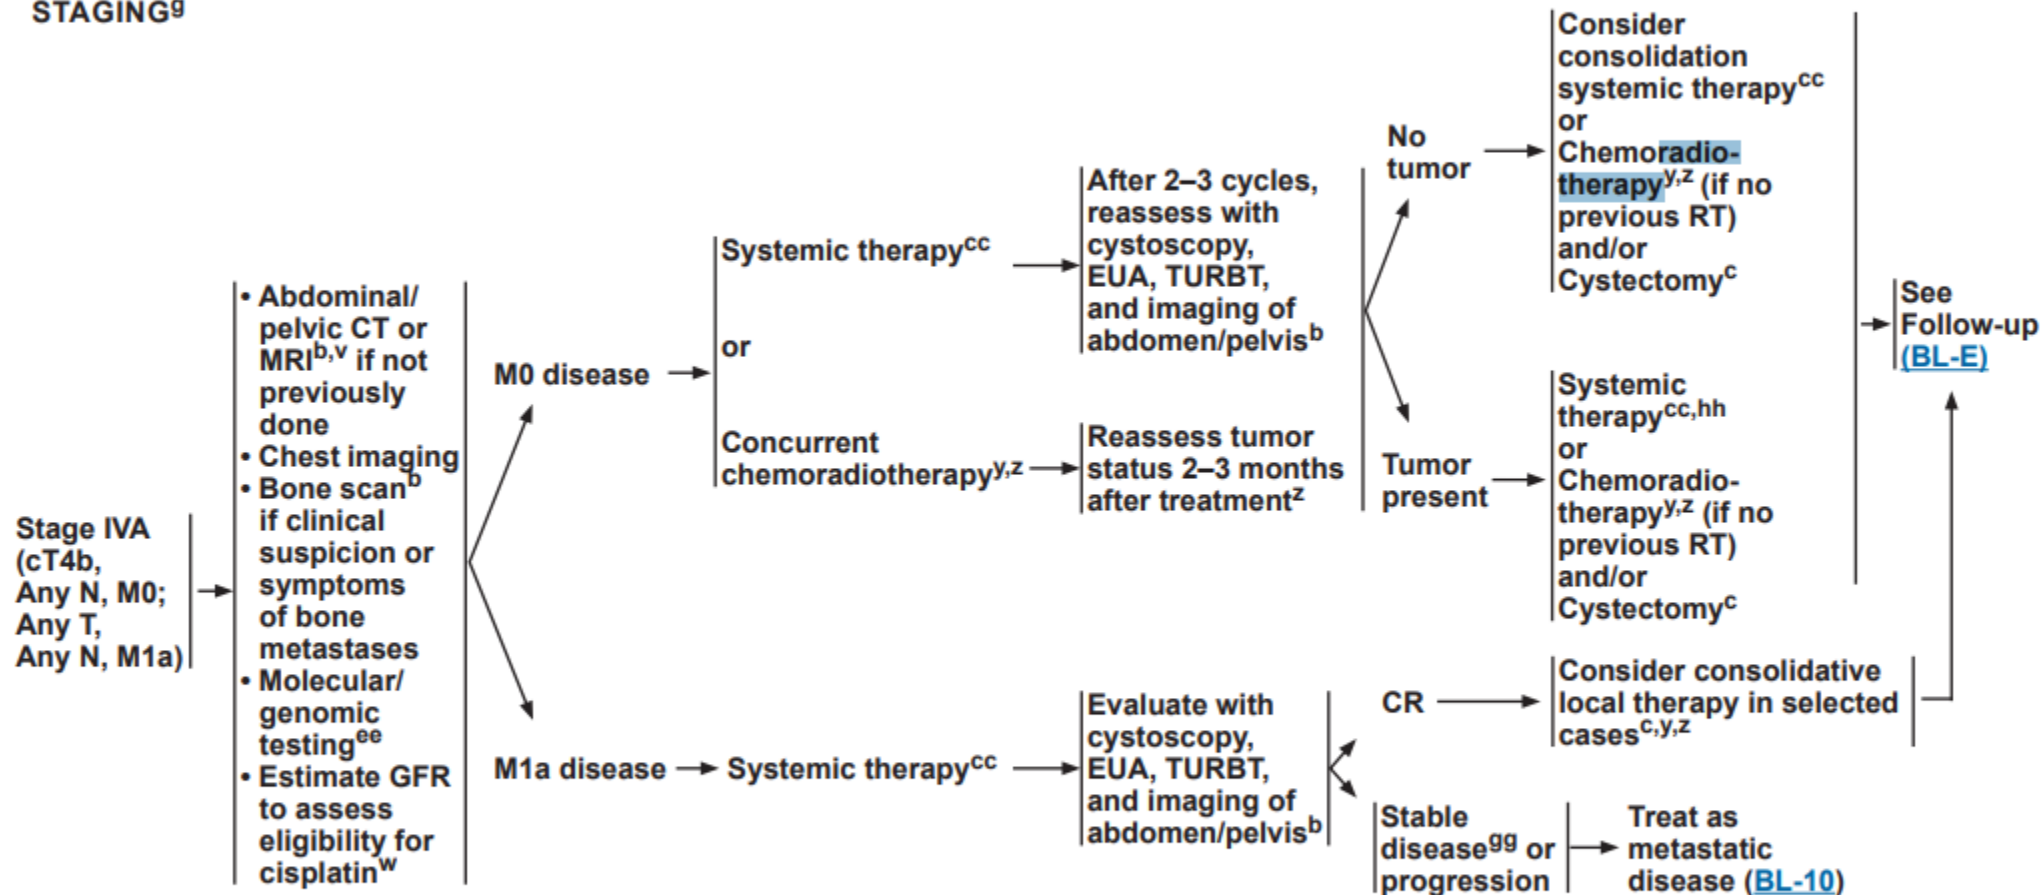 STAGINGg
Stage IVA
(cT4b,
Any N, M0;
Any T,
Any N, M1a)
• Abdominal/
pelvic CT or
MRIb,v if not
previously
done
• Chest imaging
• Bone scanb
if clinical
suspicion or
symptoms
of bone
metastases
• Molecular/
genomic
testingee
• Estimate GFR
to assess
eligibility for
cisplatinw
M0 disease
Systemic therapycc
or
Concurrent
chemoradiotherapyy,z
After 2–3 cycles,
reassess with
cystoscopy,
EUA, TURBT,
and imaging of
abdomen/pelvisb
Reassess tumor
status 2–3 months
after treatmentz
No
tumor
Consider
consolidation
systemic therapycc
or
Chemoradio-
therapyy,z (if no
previous RT)
and/or
Cystectomyc
Tumor
present
Systemic
therapycc,hh
or
Chemoradio-
therapyy,z (if no
previous RT)
and/or
Cystectomyc
See
Follow-up
(BL-E)
M1a disease
Systemic therapycc
Evaluate with
cystoscopy,
EUA, TURBT,
and imaging of
abdomen/pelvisb
CR
Consider consolidative
local therapy in selected
casesc,y,z
Stable
diseasegg or
progression
Treat as
metastatic
disease (BL-10)